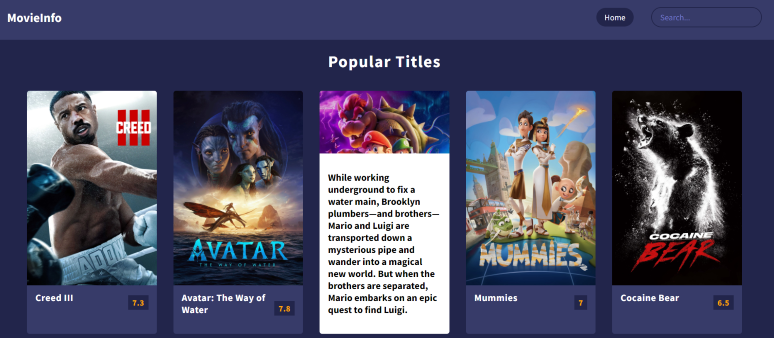 MovieInfo
Home
Search...
Popular Titles
CREED
III
AVATAR
THE WAY OF WATER
While working
underground to fix a
water main, Brooklyn
plumbers—and brothers—
Mario and Luigi are
transported down a
mysterious pipe and
wander into a magical
new world. But when the
brothers are separated,
Mario embarks on an epic
quest to find Luigi.
MUMMIES
COCAINE
BEAR
Creed III
7.3
Avatar: The Way of
Water
7.8
Mummies
7
Cocaine Bear
6.5